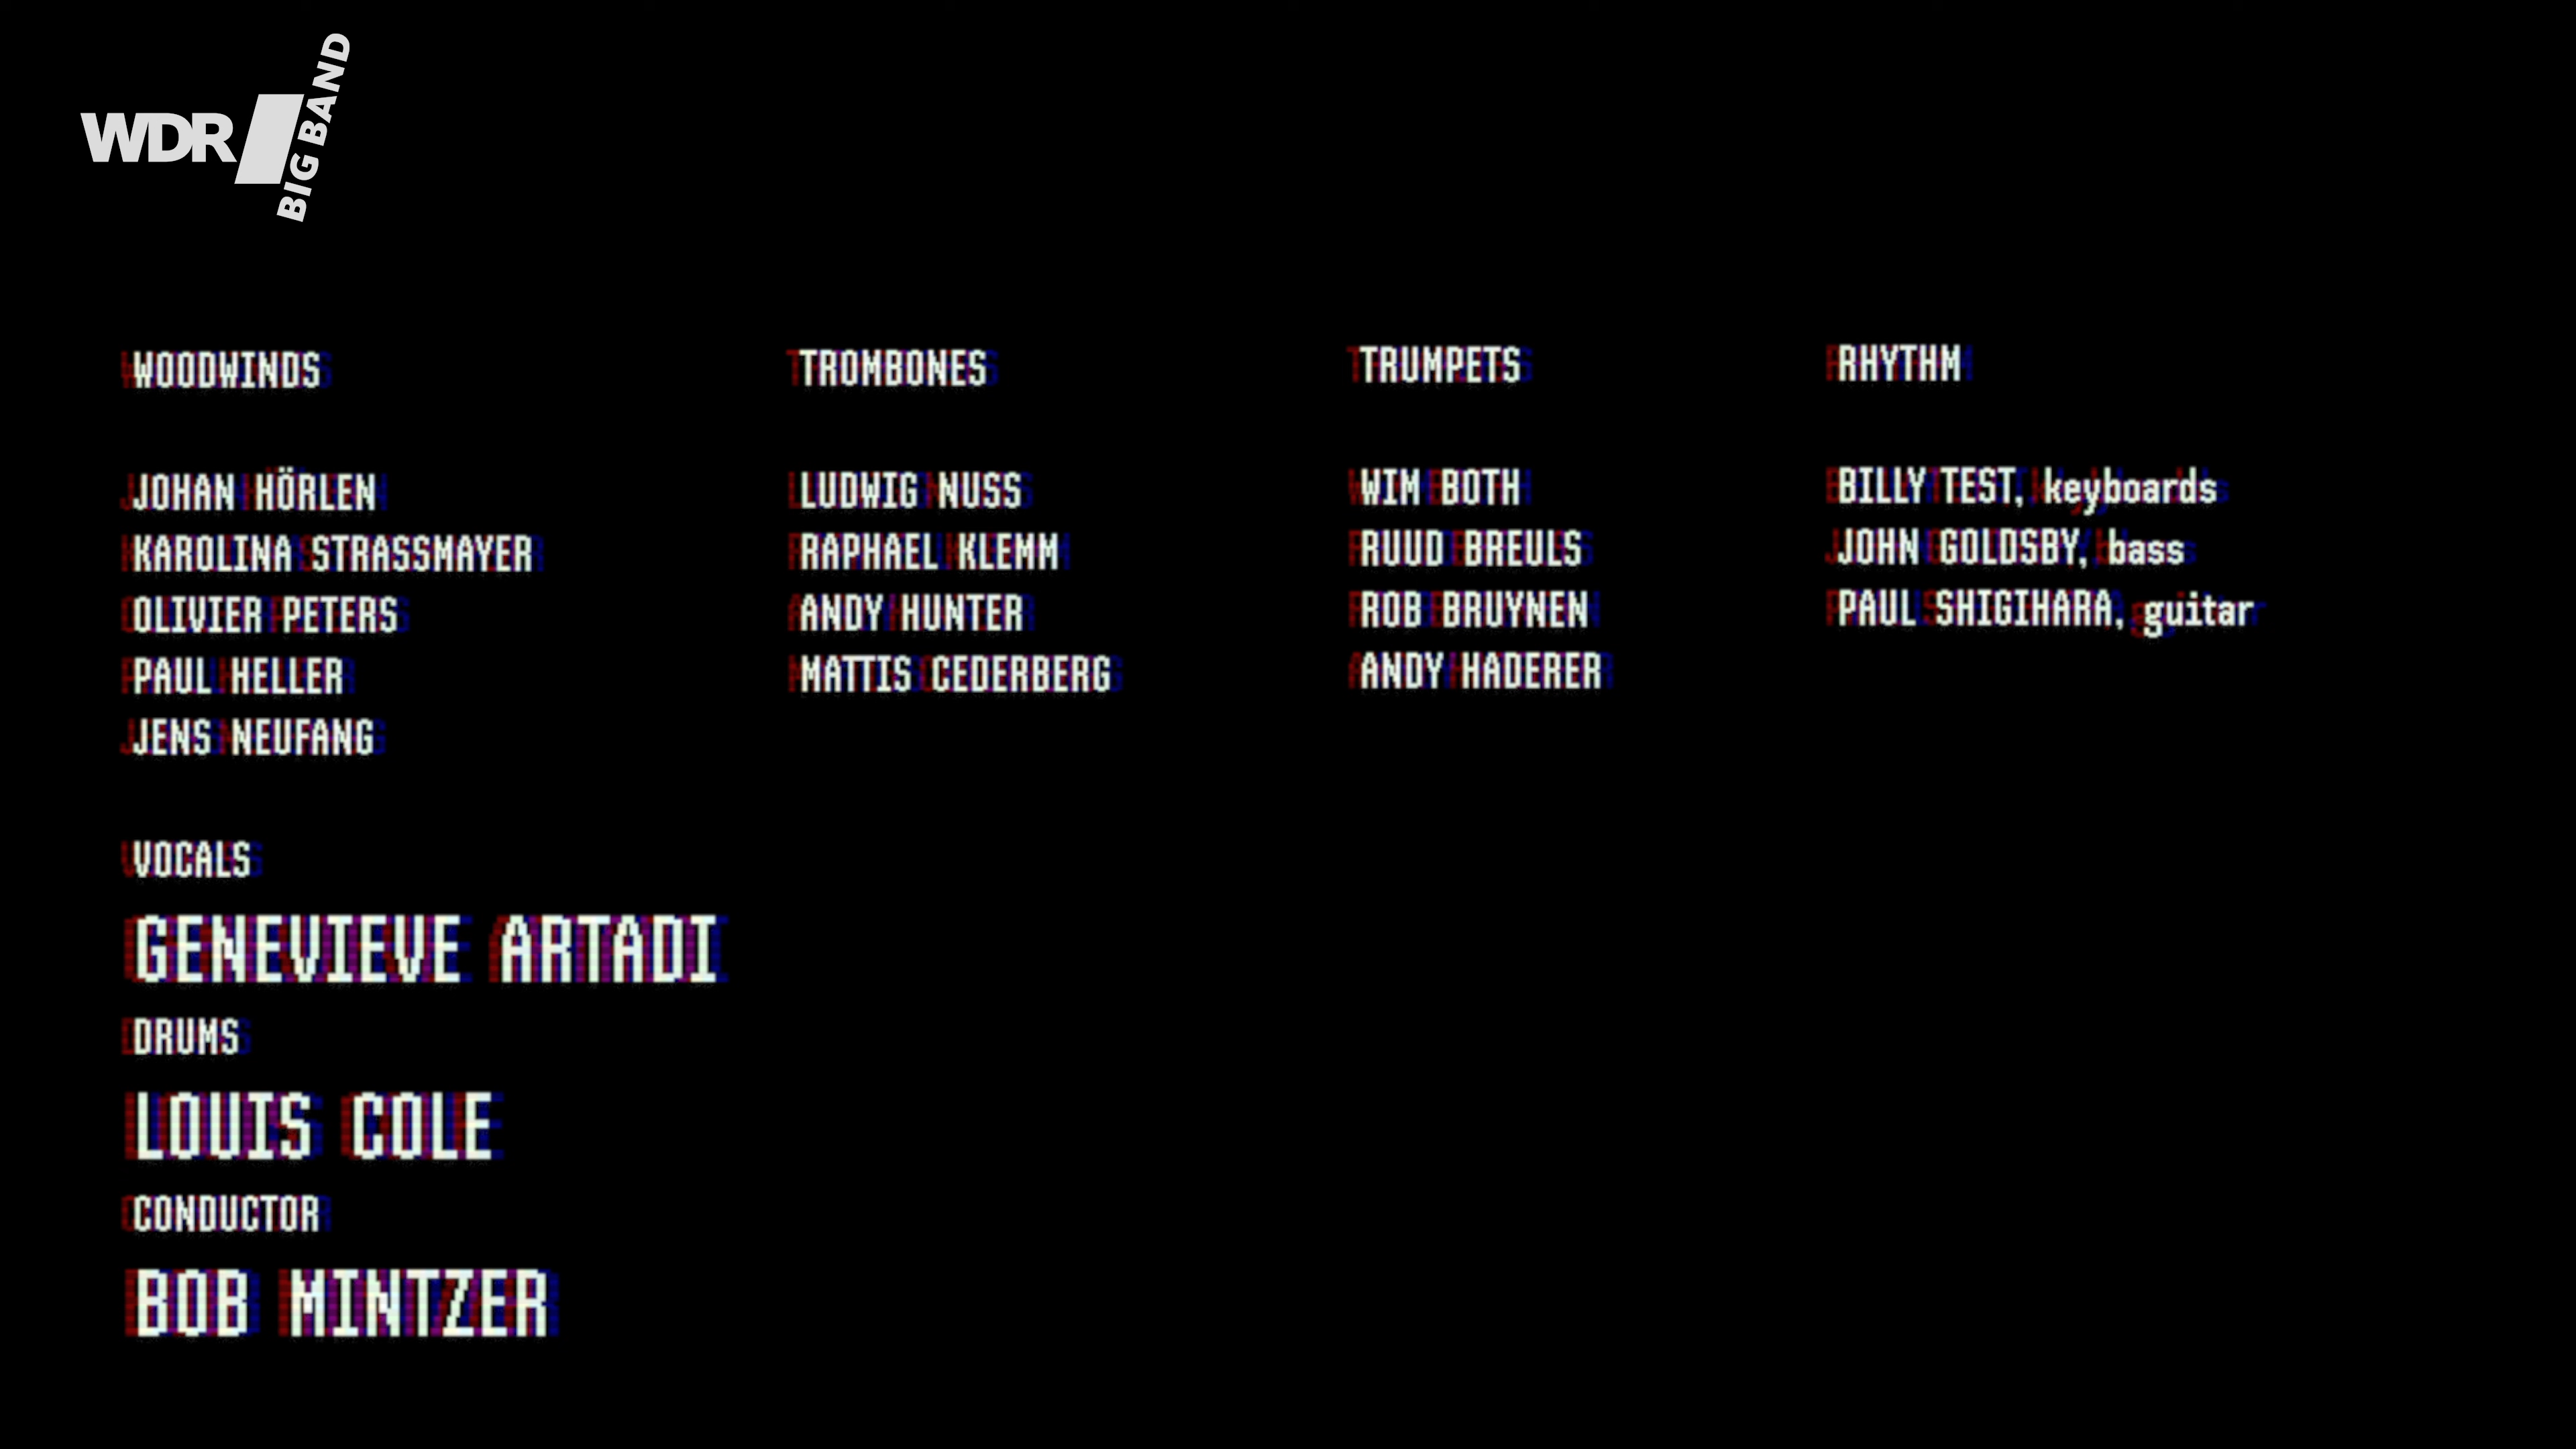 WDR BIG BAND
WOODWINDS
JOHAN HÖRLEN
KAROLINA STRASSMAYER
OLIVIER PETERS
PAUL HELLER
JENS NEUFANG
TROMBONES
LUDWIG NUSS
RAPHAEL KLEMM
ANDY HUNTER
MATTIS CEDERBERG
TRUMPETS
WIM BOTH
RUUD BREULS
ROB BRUYNEN
ANDY HADERER
RHYTHM
BILLY TEST, keyboards
JOHN GOLDSBY, bass
PAUL SHIGIHARA, guitar
VOCALS
GENEVIEVE ARTADI
DRUMS
LOUIS COLE
CONDUCTOR
BOB MINTZER